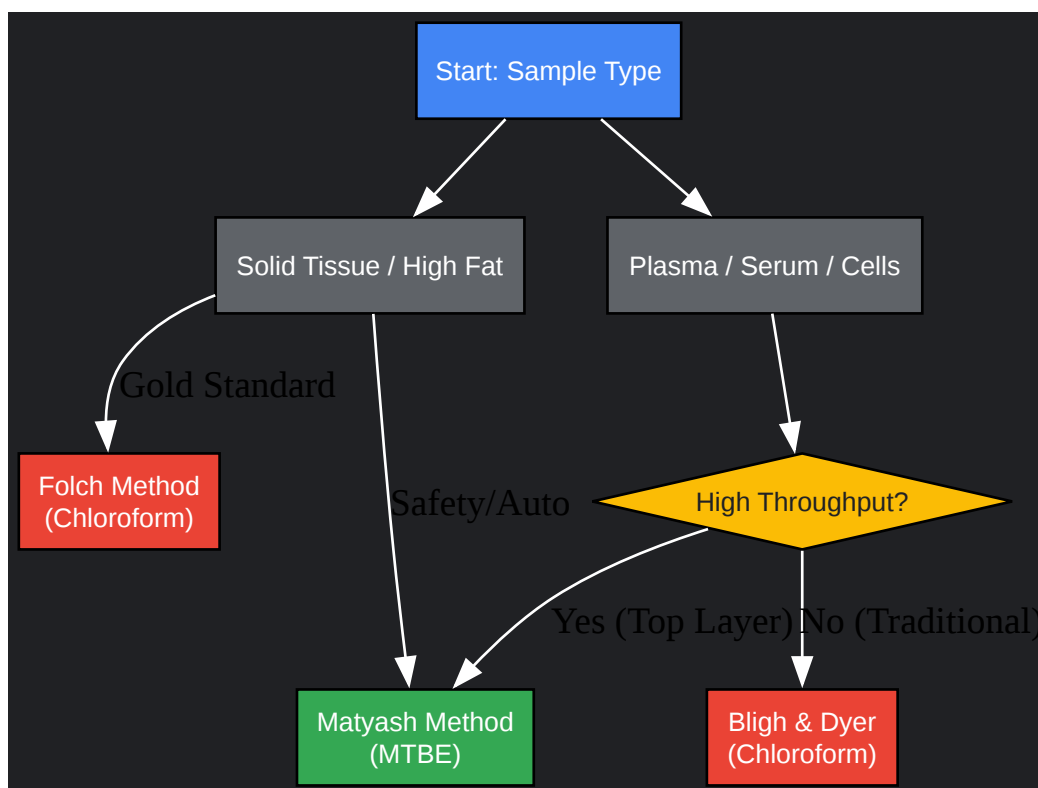 Start: Sample Type
Solid Tissue / High Fat
Plasma / Serum / Cells
Gold Standard
Folch Method
(Chloroform)
Safety/Auto
High Throughput?
Yes (Top Layer)
No (Traditional)
Matyash Method
(MTBE)
Bligh & Dyer
(Chloroform)